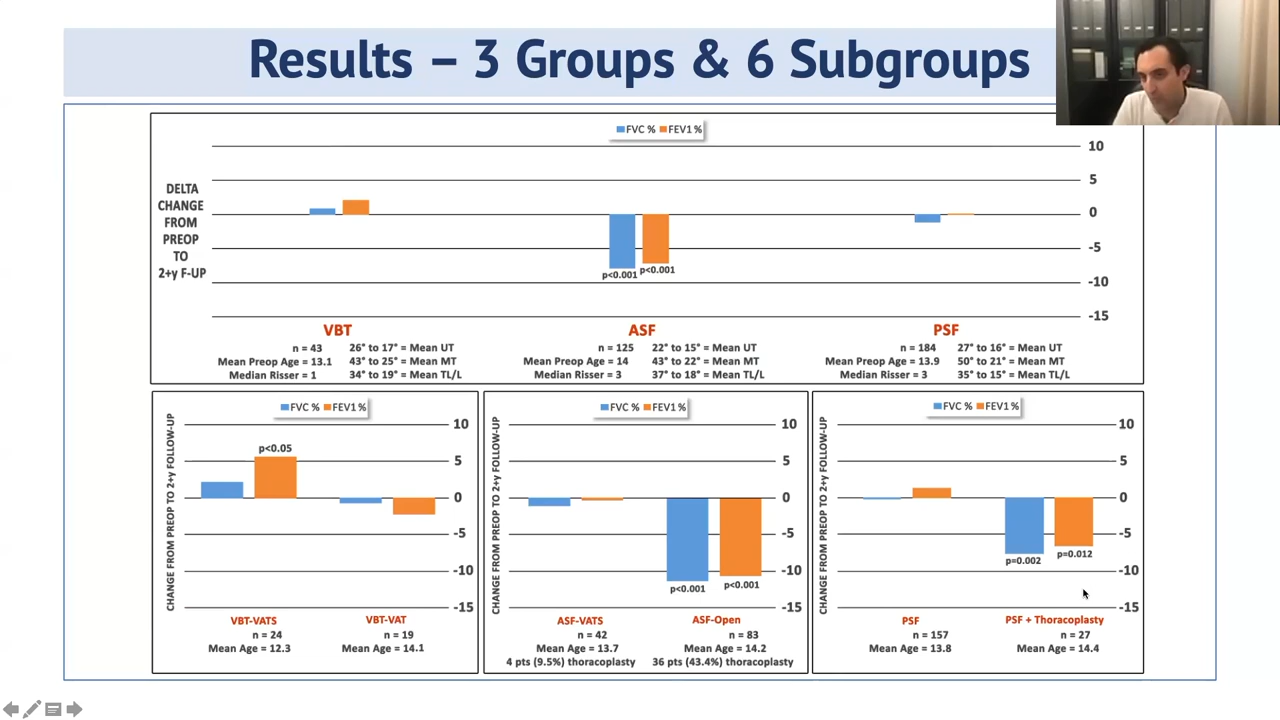 Results – 3 Groups & 6 Subgroups
FVC % FEV1 %
DELTA
CHANGE
FROM
PREOP
TO
2+y F-UP
10
5
0
-5
-10
-15
p<0.001 p<0.001
VBT
n = 43
Mean Preop Age = 13.1
Median Risser = 1
26° to 17° = Mean UT
43° to 25° = Mean MT
34° to 19° = Mean TL/L
ASF
n = 125
Mean Preop Age = 14
Median Risser = 3
22° to 15° = Mean UT
43° to 22° = Mean MT
37° to 18° = Mean TL/L
PSF
n = 184
Mean Preop Age = 13.9
Median Risser = 3
27° to 16° = Mean UT
50° to 21° = Mean MT
35° to 15° = Mean TL/L
FVC % FEV1 %
CHANGE FROM PREOP TO 2+y FOLLOW-UP
10
5
0
-5
-10
-15
p<0.05
VBT-VATS
n = 24
Mean Age = 12.3
VBT-VAT
n = 19
Mean Age = 14.1
FVC % FEV1 %
CHANGE FROM PREOP TO 2+y FOLLOW-UP
10
5
0
-5
-10
-15
p<0.001 p<0.001
ASF-VATS
n = 42
Mean Age = 13.7
4 pts (9.5%) thoracoplasty
ASF-Open
n = 83
Mean Age = 14.2
36 pts (43.4%) thoracoplasty
FVC % FEV1 %
CHANGE FROM PREOP TO 2+y FOLLOW-UP
10
5
0
-5
-10
-15
p=0.002 p=0.012
PSF
n = 157
Mean Age = 13.8
PSF + Thoracoplasty
n = 27
Mean Age = 14.4